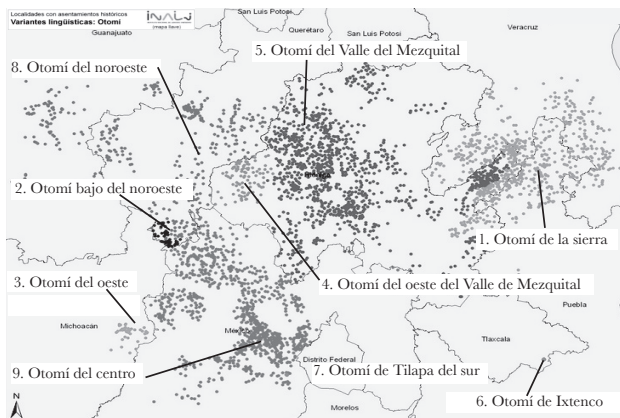 Localidades con asentamientos históricos
Variantes lingüísticas: Otomí
INALI
(mapa base)
San Luis Potosi
Guanajuato
Querétaro
San Luis Potosi
Veracruz
5. Otomí del Valle del Mezquital
8. Otomí del noroeste
2. Otomí bajo del noroeste
1. Otomí de la sierra
3. Otomí del oeste
4. Otomí del oeste del Valle de Mezquital
Puebla
Michoacán
México
Tlaxcala
Distrito Federal
9. Otomí del centro
7. Otomí de Tilapa del sur
6. Otomí de Ixtenco
N
Morelos